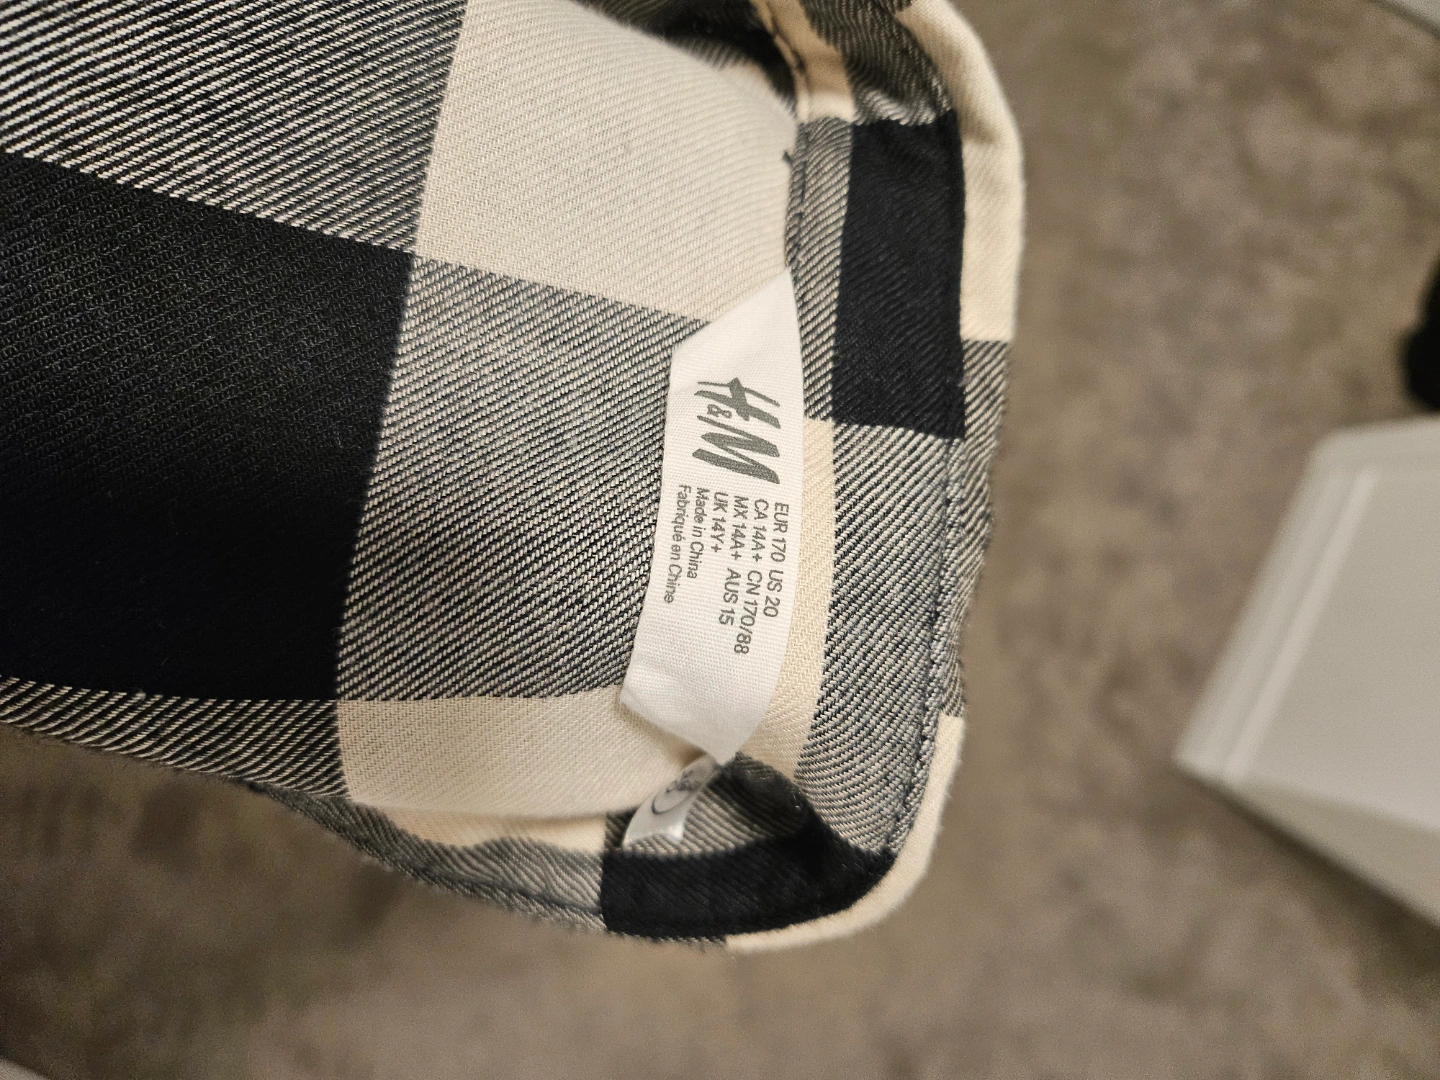 H&M
EUR 170 US 20
CA 14A+ CN 170/88
MX 14A+ AUS 15
UK 14Y+
Made in China
Fabriqué en Chine